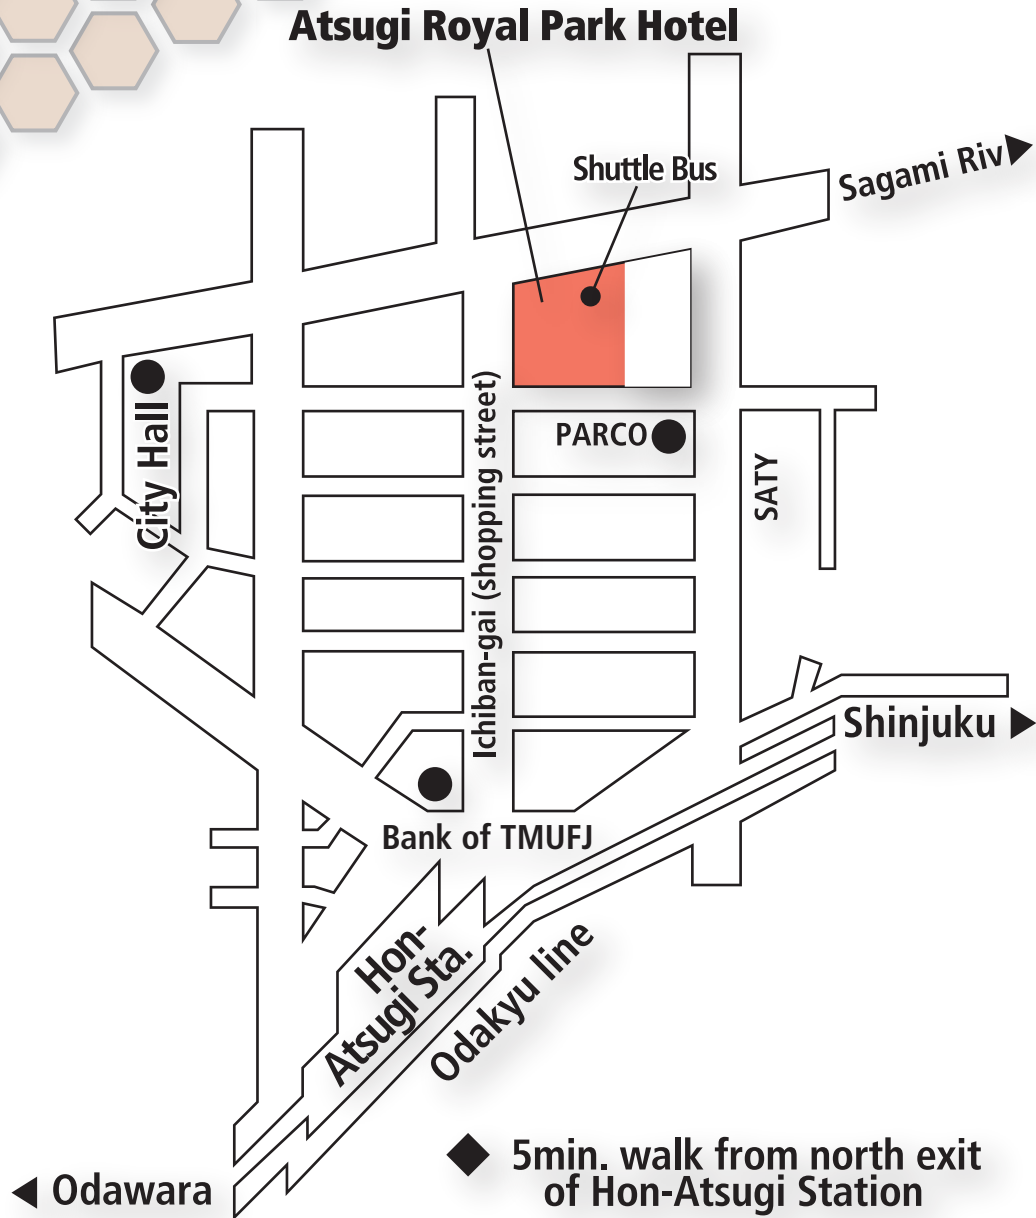 Atsugi Royal Park Hotel
Shuttle Bus
Sagami Riv
City Hall
Ichiban-gai (shopping street)
PARCO
SATY
Shinjuku
Bank of TMUFJ
Hon-
Atsugi Sta.
Odakyu line
Odawara
5min. walk from north exit
of Hon-Atsugi Station